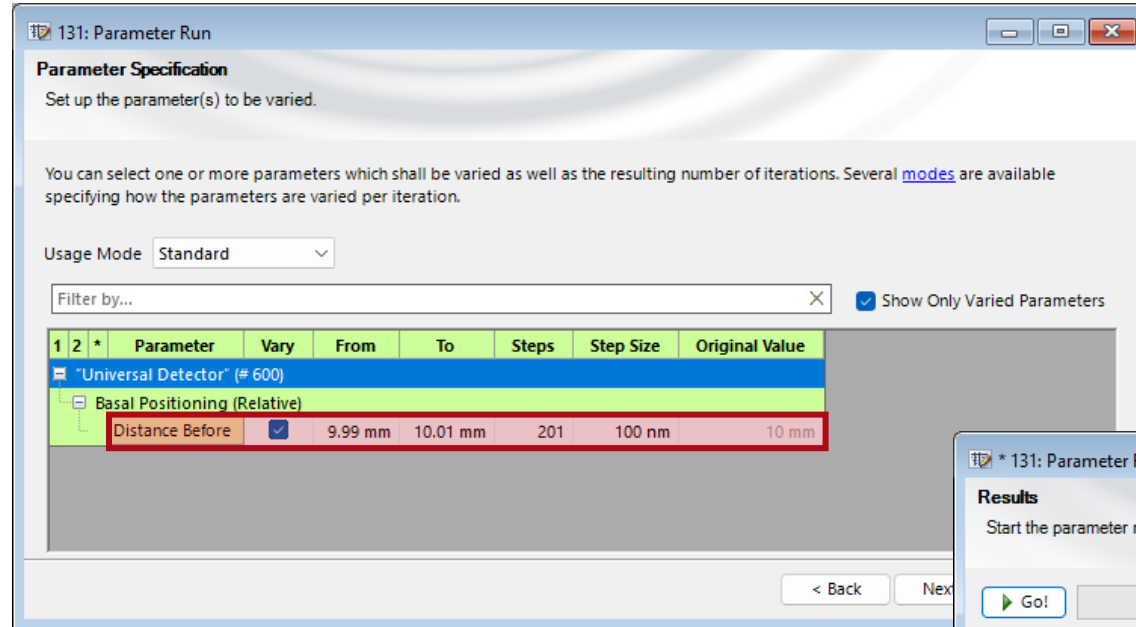 131: Parameter Run
Parameter Specification
Set up the parameter(s) to be varied.
You can select one or more parameters which shall be varied as well as the resulting number of iterations. Several modes are available
specifying how the parameters are varied per iteration.
Usage Mode Standard
Filter by... Show Only Varied Parameters
1 2 * Parameter Vary From To Steps Step Size Original Value
"Universal Detector" (# 600)
Basal Positioning (Relative)
Distance Before 9.99 mm 10.01 mm 201 100 nm 10 mm
* 131: Parameter
Results
Start the parameter
< Back Next
Go!